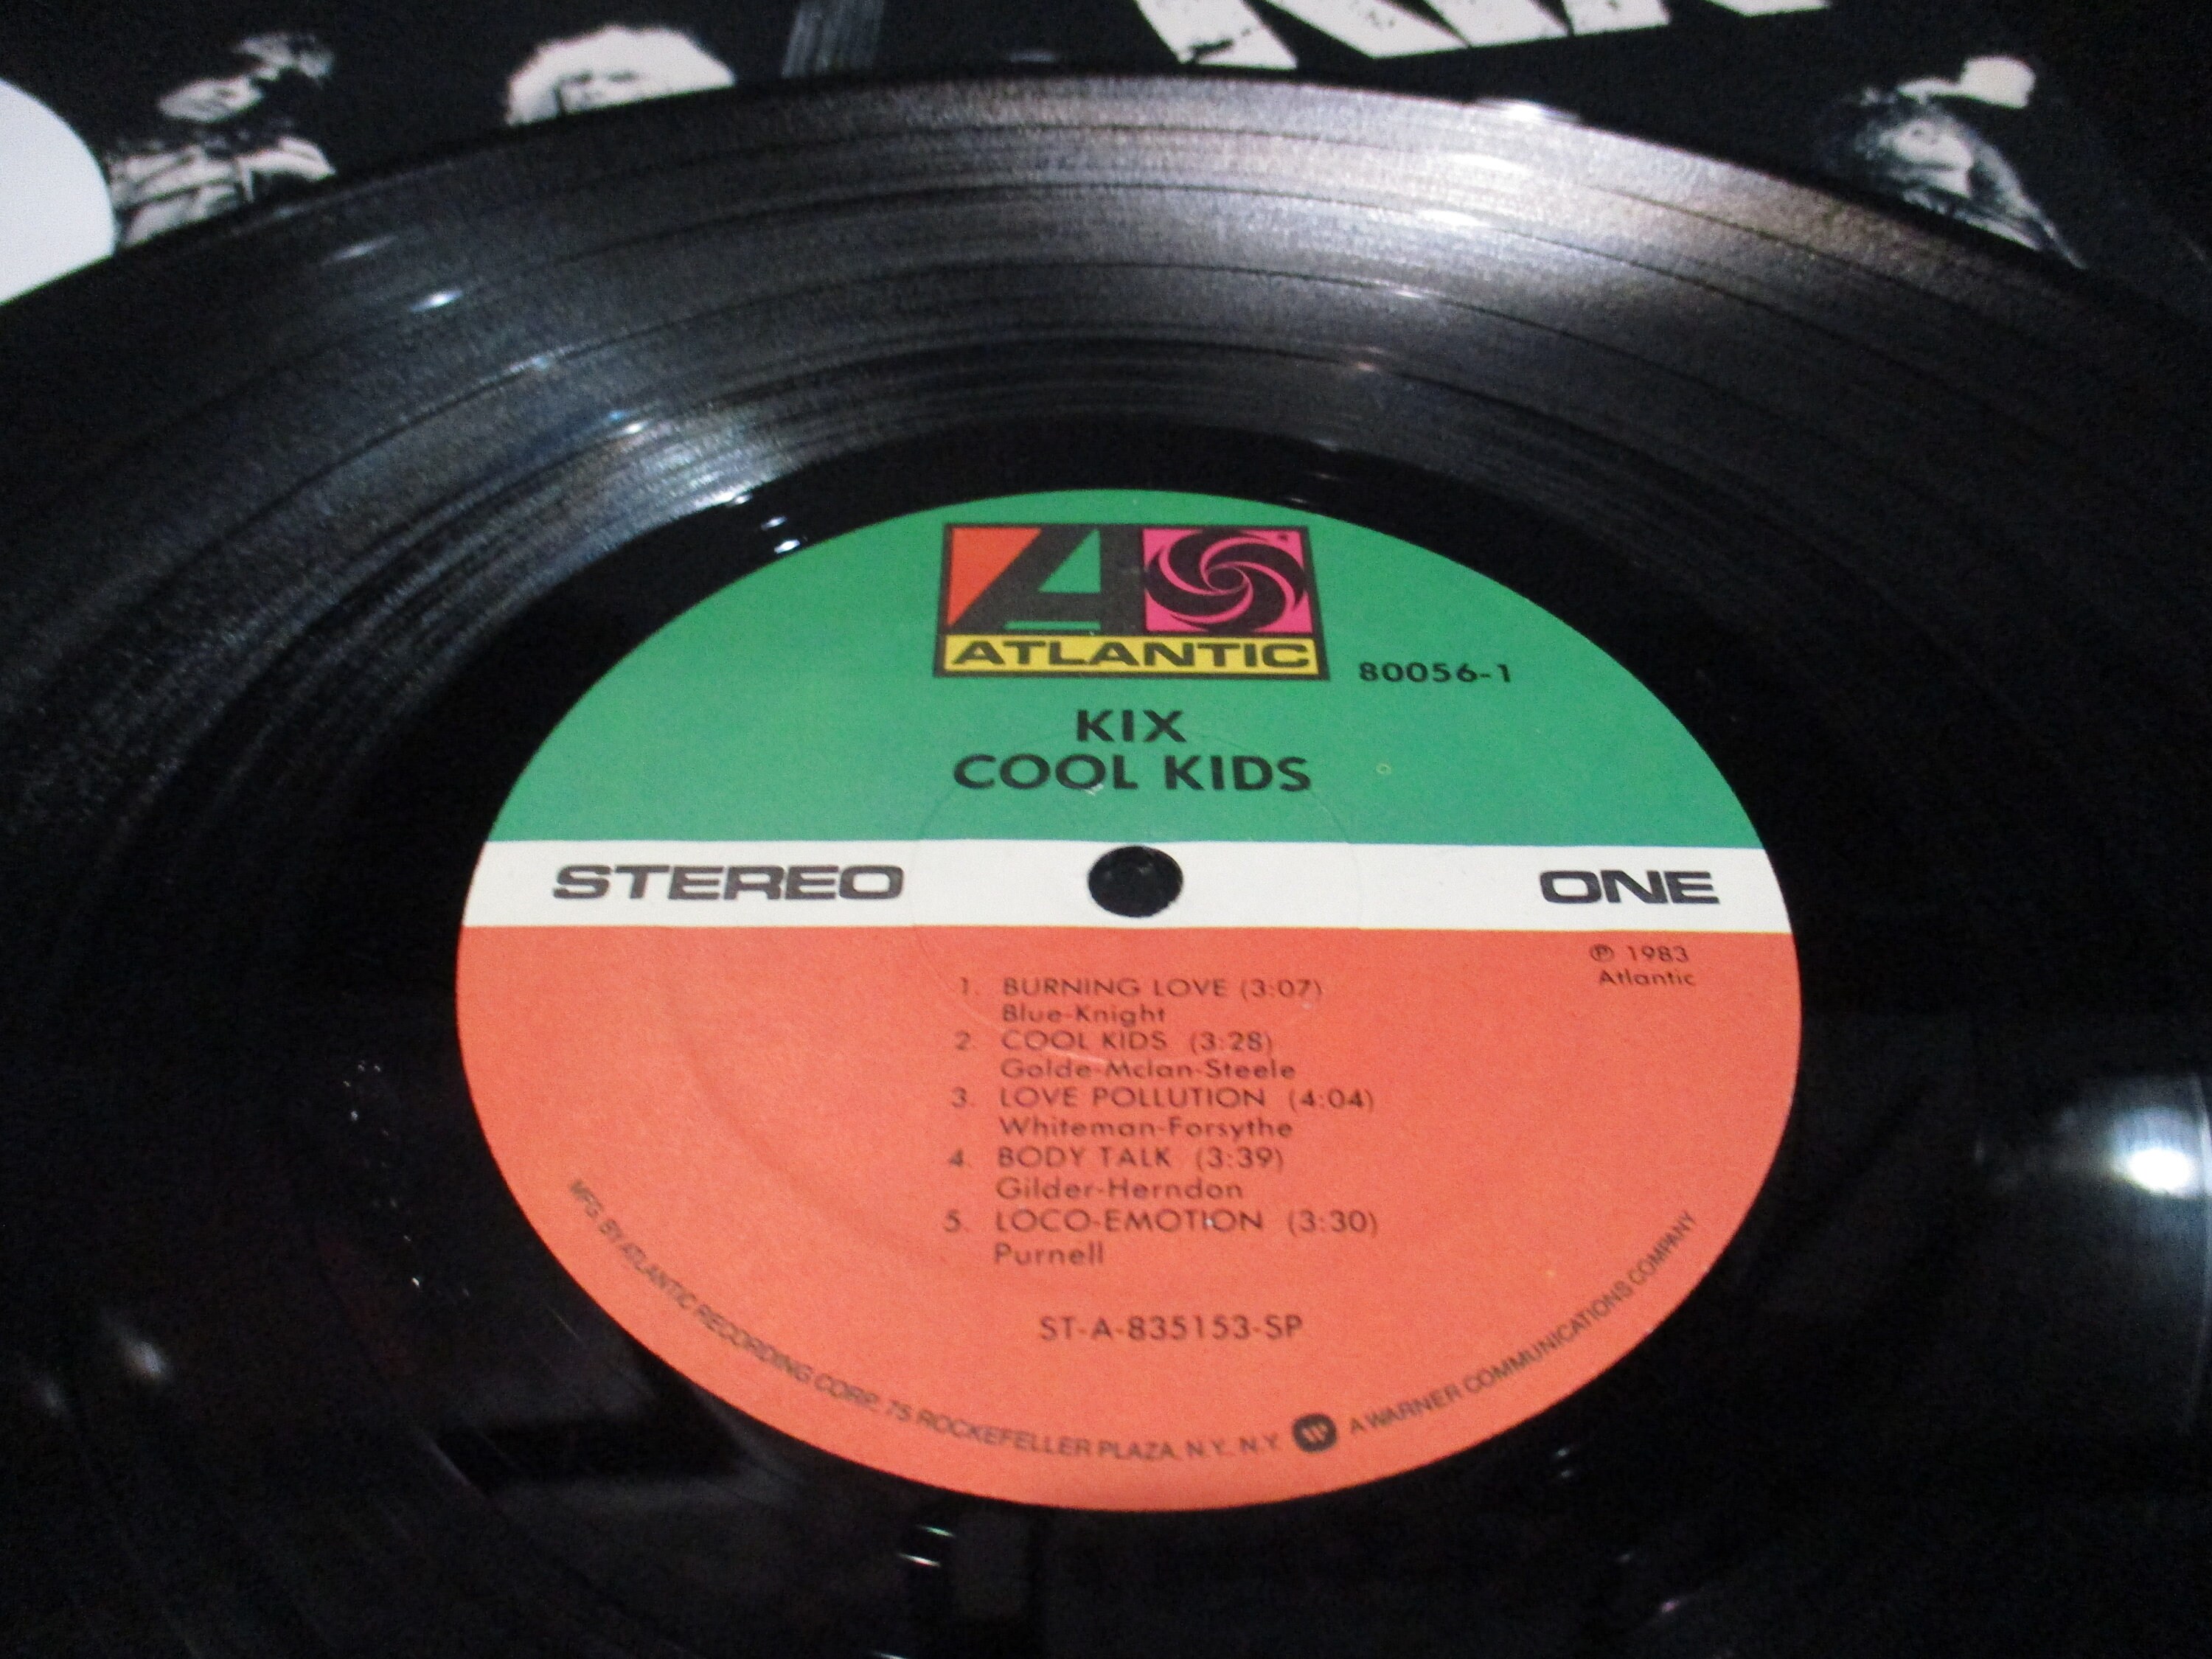 ATLANTIC
80056-1
KIX
COOL KIDS
STEREO
ONE
℗ 1983
Atlantic
1. BURNING LOVE (3:07)
Blue-Knight
2. COOL KIDS (3:28)
Golde-McIan-Steele
3. LOVE POLLUTION (4:04)
Whiteman-Forsythe
4. BODY TALK (3:39)
Gilder-Herndon
5. LOCO-EMOTION (3:30)
Purnell
ST-A-835153-SP
MFG. BY ATLANTIC RECORDING CORP., 75 ROCKEFELLER PLAZA, N.Y., N.Y. A WARNER COMMUNICATIONS COMPANY